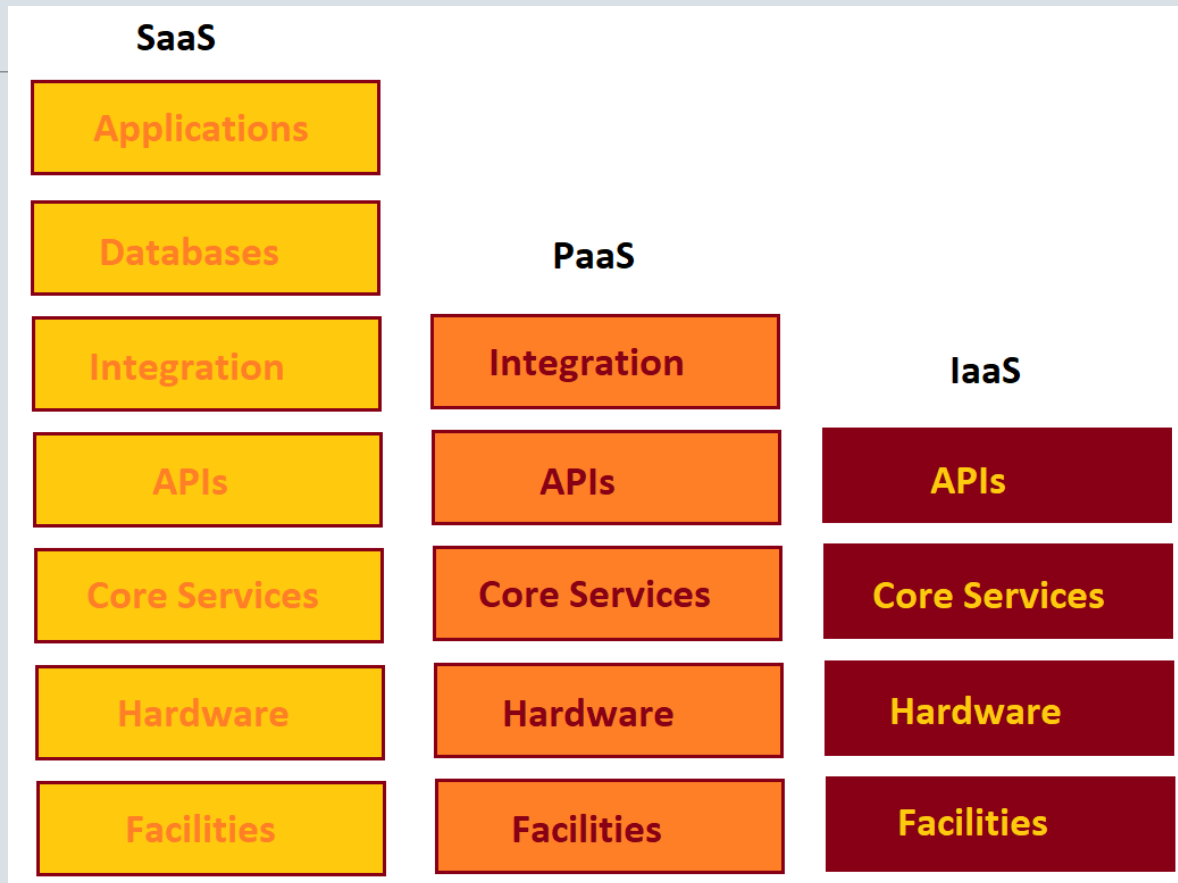 SaaS
Applications
Databases
Integration
APIs
Core Services
Hardware
Facilities
PaaS
Integration
APIs
Core Services
Hardware
Facilities
IaaS
APIs
Core Services
Hardware
Facilities